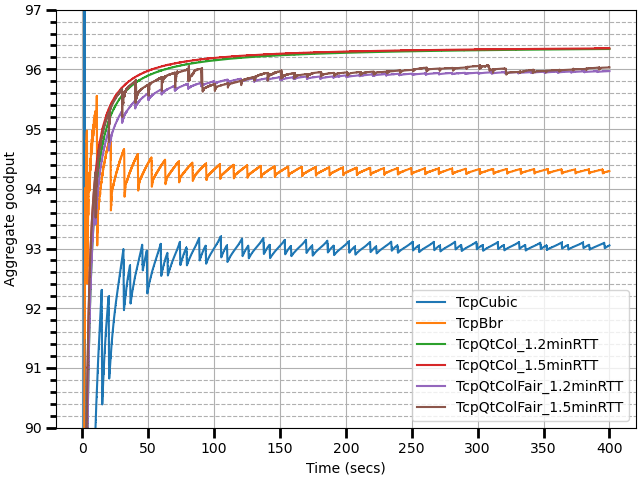 97
96
95
94
93
92
91
90
Aggregate goodput
TcpCubic
TcpBbr
TcpQtCol_1.2minRTT
TcpQtCol_1.5minRTT
TcpQtColFair_1.2minRTT
TcpQtColFair_1.5minRTT
0 50 100 150 200 250 300 350 400
Time (secs)